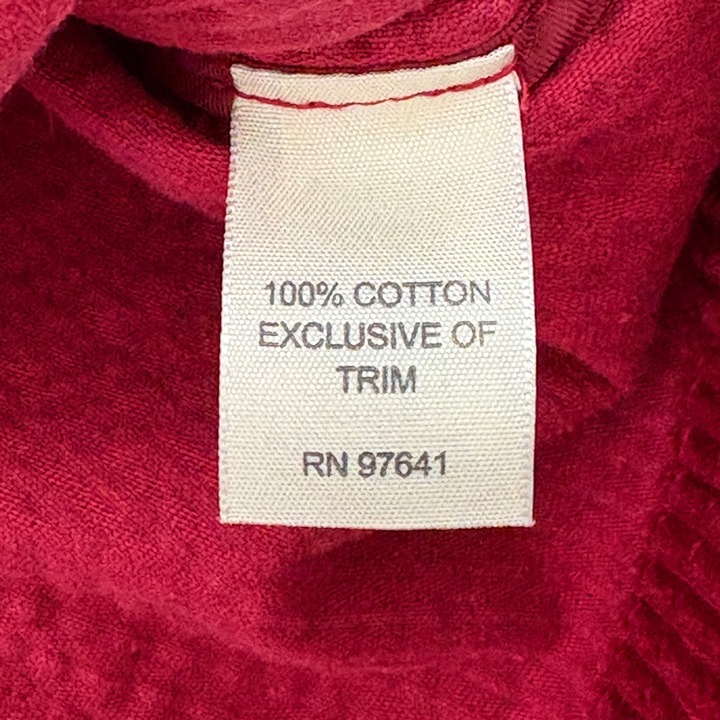 100% COTTON
EXCLUSIVE OF
TRIM
RN 97641